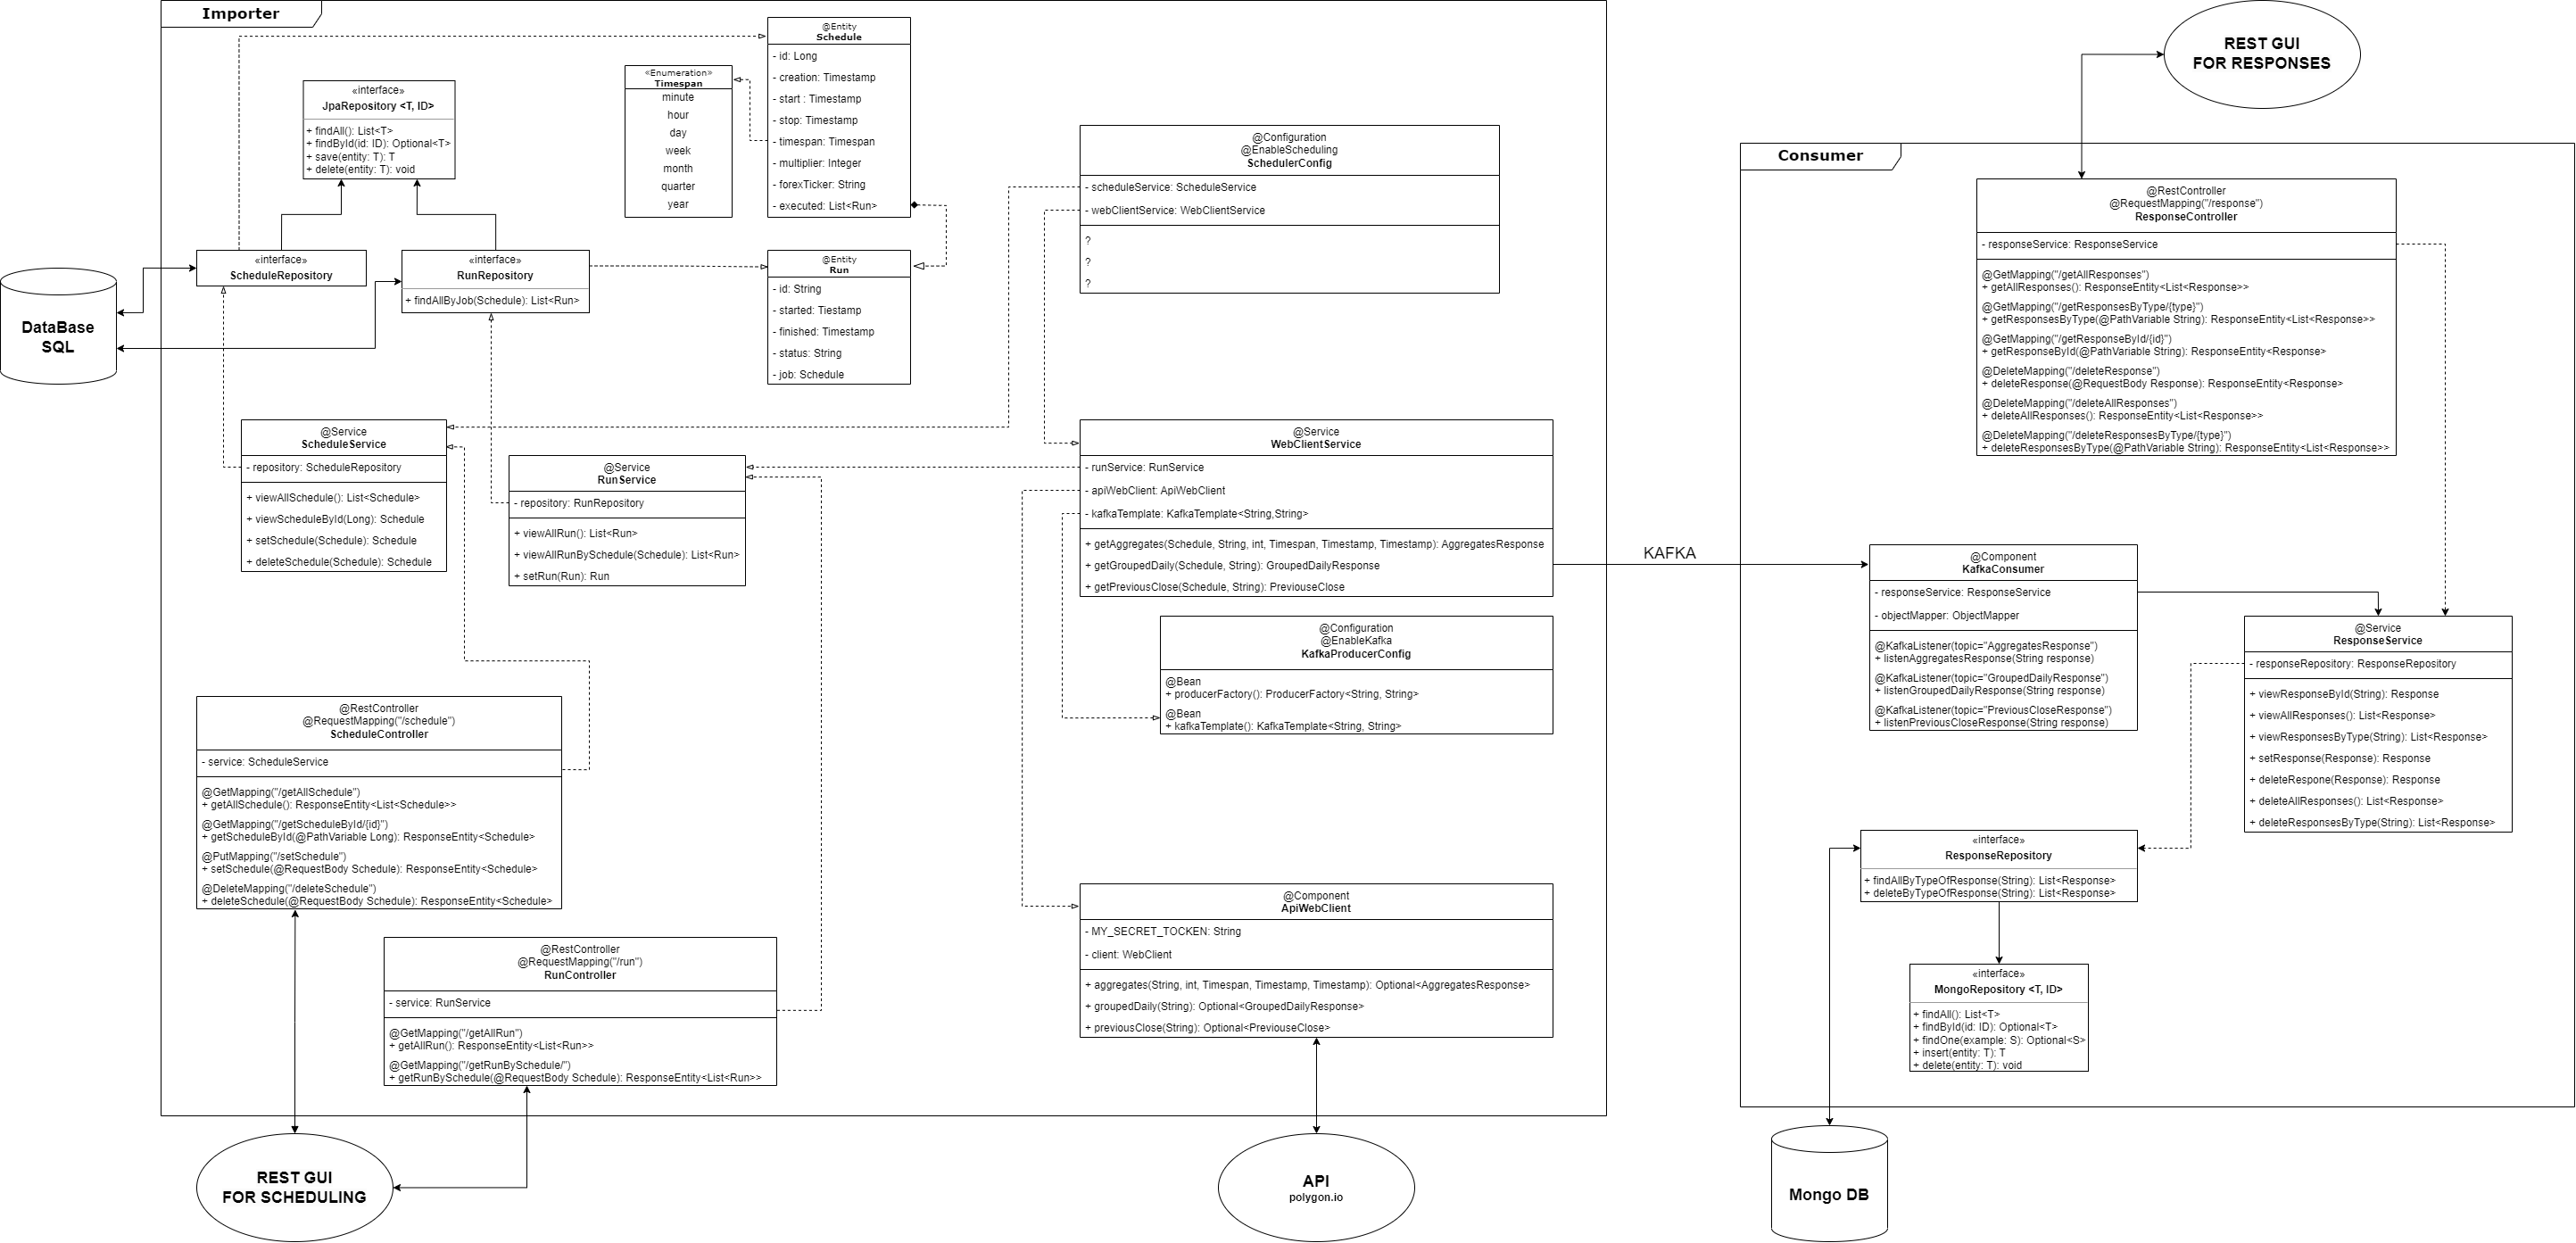 Importer
@Entity
Schedule
- id: Long
- creation: Timestamp
- start : Timestamp
- stop: Timestamp
- timespan: Timespan
- multiplier: Integer
- forexTicker: String
- executed: List<Run>
«Enumeration»
Timespan
minute
hour
day
week
month
quarter
year
«interface»
JpaRepository <T, ID>
+ findAll(): List<T>
+ findById(id: ID): Optional<T>
+ save(entity: T): T
+ delete(entity: T): void
«interface»
ScheduleRepository
«interface»
RunRepository
+ findAllByJob(Schedule): List<Run>
@Entity
Run
- id: String
- started: Tiestamp
- finished: Timestamp
- status: String
- job: Schedule
DataBase
SQL
@Configuration
@EnableScheduling
SchedulerConfig
- scheduleService: ScheduleService
- webClientService: WebClientService
?
?
?
@Service
ScheduleService
- repository: ScheduleRepository
+ viewAllSchedule(): List<Schedule>
+ viewScheduleById(Long): Schedule
+ setSchedule(Schedule): Schedule
+ deleteSchedule(Schedule): Schedule
@Service
RunService
- repository: RunRepository
+ viewAllRun(): List<Run>
+ viewAllRunBySchedule(Schedule): List<Run>
+ setRun(Run): Run
@Service
WebClientService
- runService: RunService
- apiWebClient: ApiWebClient
- kafkaTemplate: KafkaTemplate<String,String>
+ getAggregates(Schedule, String, int, Timespan, Timestamp, Timestamp): AggregatesResponse
+ getGroupedDaily(Schedule, String): GroupedDailyResponse
+ getPreviousClose(Schedule, String): PreviouseClose
@Configuration
@EnableKafka
KafkaProducerConfig
@Bean
+ producerFactory(): ProducerFactory<String, String>
@Bean
+ kafkaTemplate(): KafkaTemplate<String, String>
@RestController
@RequestMapping("/schedule")
ScheduleController
- service: ScheduleService
@GetMapping("/getAllSchedule")
+ getAllSchedule(): ResponseEntity<List<Schedule>>
@GetMapping("/getScheduleById/{id}")
+ getScheduleById(@PathVariable Long): ResponseEntity<Schedule>
@PutMapping("/setSchedule")
+ setSchedule(@RequestBody Schedule): ResponseEntity<Schedule>
@DeleteMapping("/deleteSchedule")
+ deleteSchedule(@RequestBody Schedule): ResponseEntity<Schedule>
@RestController
@RequestMapping("/run")
RunController
- service: RunService
@GetMapping("/getAllRun")
+ getAllRun(): ResponseEntity<List<Run>>
@GetMapping("/getRunBySchedule/")
+ getRunBySchedule(@RequestBody Schedule): ResponseEntity<List<Run>>
@Component
ApiWebClient
- MY_SECRET_TOCKEN: String
- client: WebClient
+ aggregates(String, int, Timespan, Timestamp, Timestamp): Optional<AggregatesResponse>
+ groupedDaily(String): Optional<GroupedDailyResponse>
+ previousClose(String): Optional<PreviouseClose>
REST GUI
FOR SCHEDULING
API
polygon.io
KAFKA
REST GUI
FOR RESPONSES
Consumer
@RestController
@RequestMapping("/response")
ResponseController
- responseService: ResponseService
@GetMapping("/getAllResponses")
+ getAllResponses(): ResponseEntity<List<Response>>
@GetMapping("/getResponsesByType/{type}")
+ getResponsesByType(@PathVariable String): ResponseEntity<List<Response>>
@GetMapping("/getResponseById/{id}")
+ getResponseById(@PathVariable String): ResponseEntity<Response>
@DeleteMapping("/deleteResponse")
+ deleteResponse(@RequestBody Response): ResponseEntity<Response>
@DeleteMapping("/deleteAllResponses")
+ deleteAllResponses(): ResponseEntity<List<Response>>
@DeleteMapping("/deleteResponsesByType/{type}")
+ deleteResponsesByType(@PathVariable String): ResponseEntity<List<Response>>
@Component
KafkaConsumer
- responseService: ResponseService
- objectMapper: ObjectMapper
@KafkaListener(topic="AggregatesResponse")
+ listenAggregatesResponse(String response)
@KafkaListener(topic="GroupedDailyResponse")
+ listenGroupedDailyResponse(String response)
@KafkaListener(topic="PreviousCloseResponse")
+ listenPreviousCloseResponse(String response)
@Service
ResponseService
- responseRepository: ResponseRepository
+ viewResponseById(String): Response
+ viewAllResponses(): List<Response>
+ viewResponsesByType(String): List<Response>
+ setResponse(Response): Response
+ deleteRespone(Response): Response
+ deleteAllResponses(): List<Response>
+ deleteResponsesByType(String): List<Response>
«interface»
ResponseRepository
+ findAllByTypeOfResponse(String): List<Response>
+ deleteByTypeOfResponse(String): List<Response>
«interface»
MongoRepository <T, ID>
+ findAll(): List<T>
+ findById(id: ID): Optional<T>
+ findOne(example: S): Optional<S>
+ insert(entity: T): T
+ delete(entity: T): void
Mongo DB